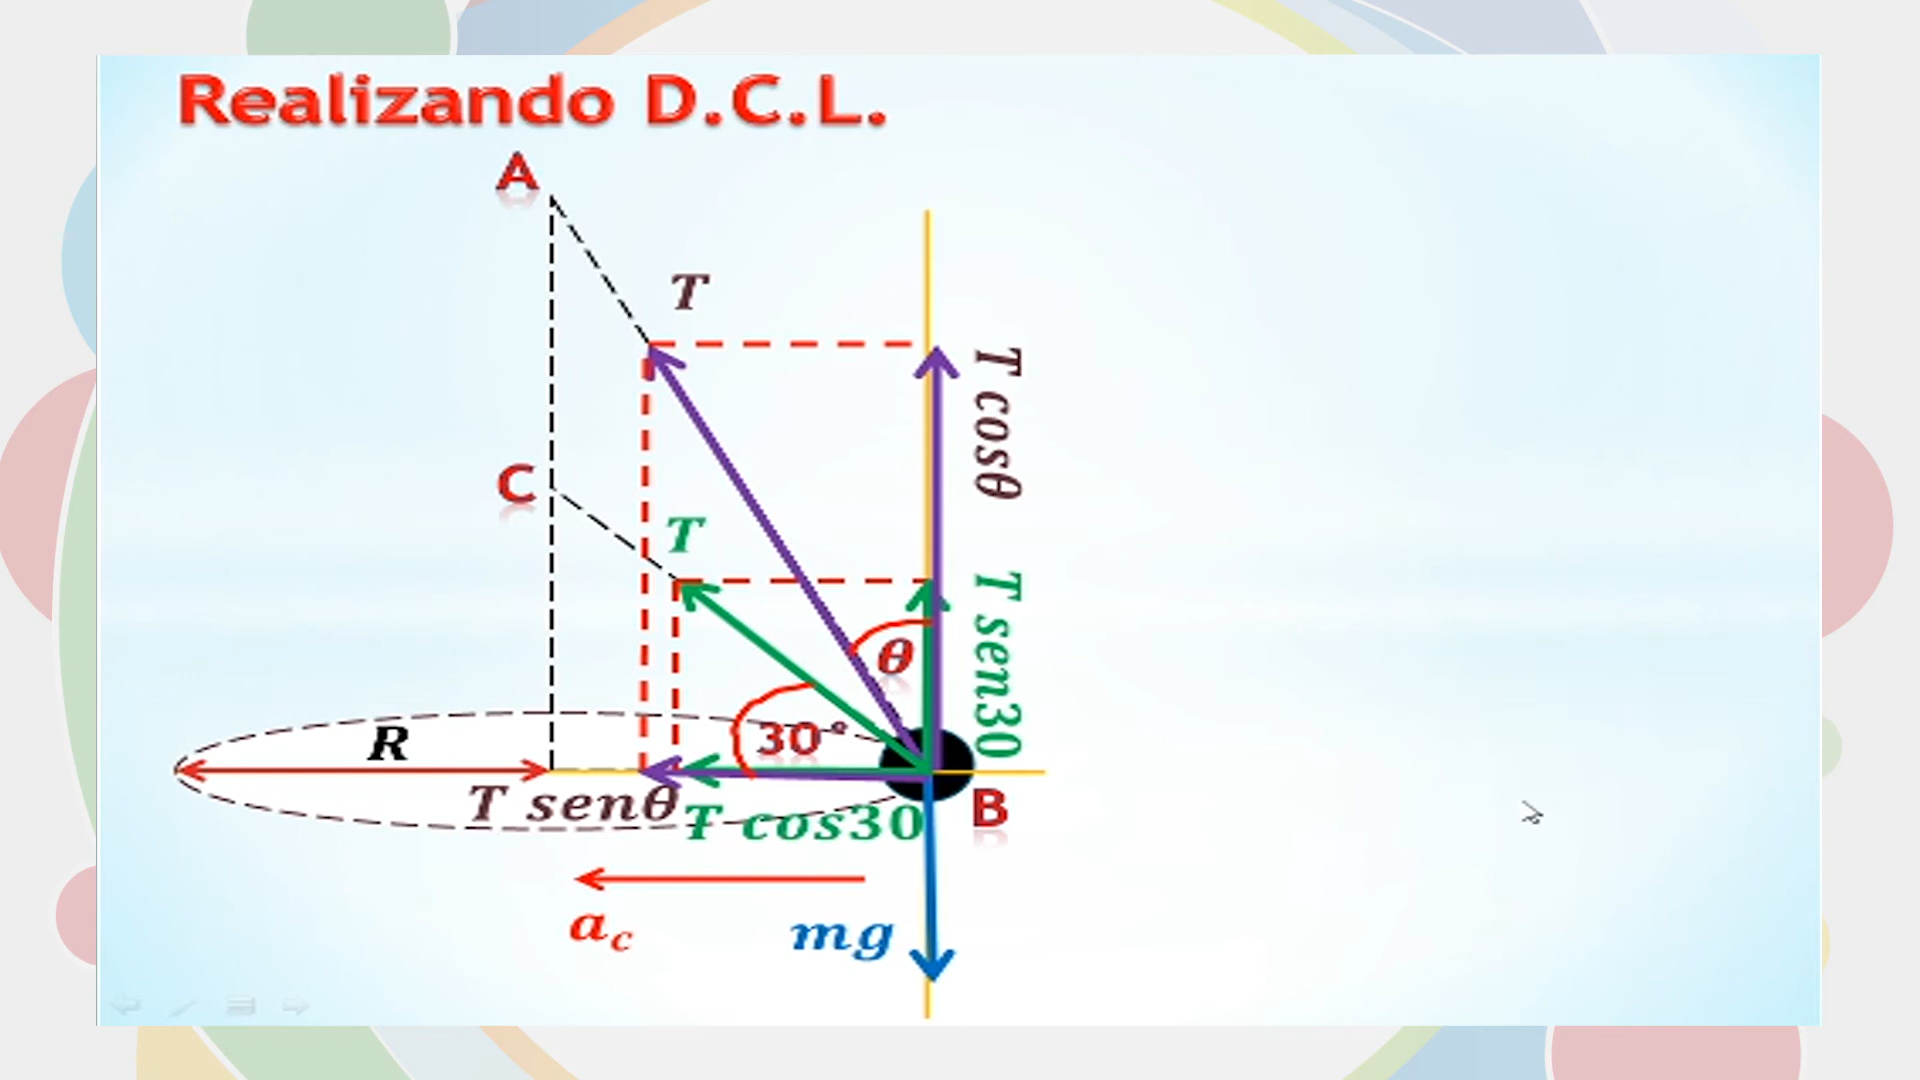 Realizando D.C.L.
A
T
T cosθ
C
T
T sen30
θ
30°
R
T senθ
T cos30
B
a_c
mg